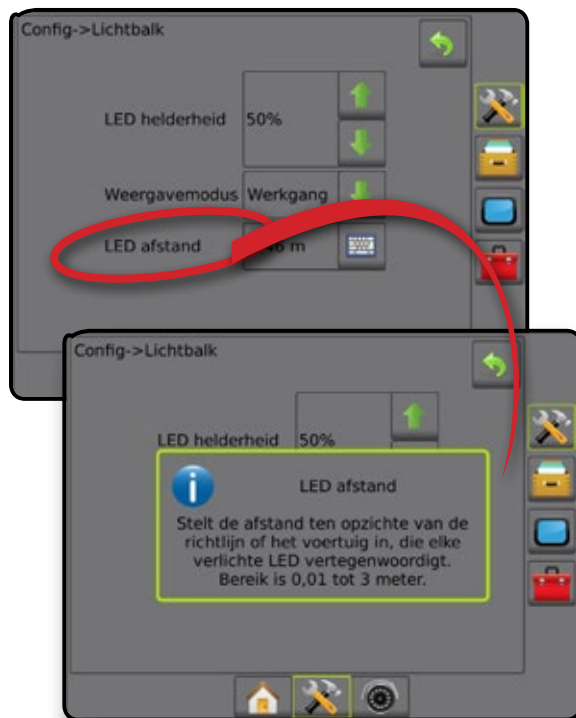 Config->Lichtbalk
LED helderheid 50%
Weergavemodus Werkgang
LED afstand m
Config->Lichtbalk
LED helderheid 50%
LED afstand
Stelt de afstand ten opzichte van de
richtlijn of het voertuig in, die elke
verlichte LED vertegenwoordigt.
Bereik is 0,01 tot 3 meter.